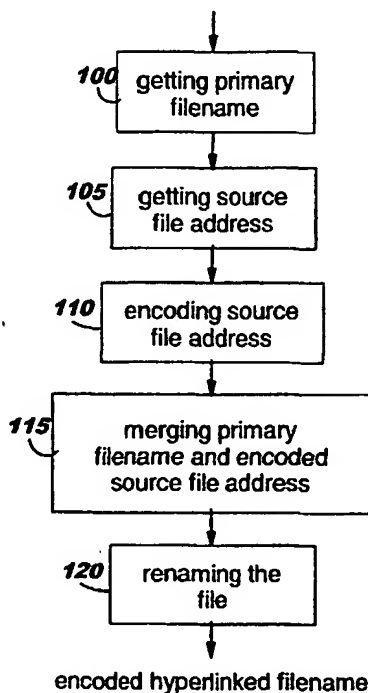 100
getting primary
filename
105
getting source
file address
110
encoding source
file address
115
merging primary
filename and encoded
source file address
120
renaming the
file
encoded hyperlinked filename